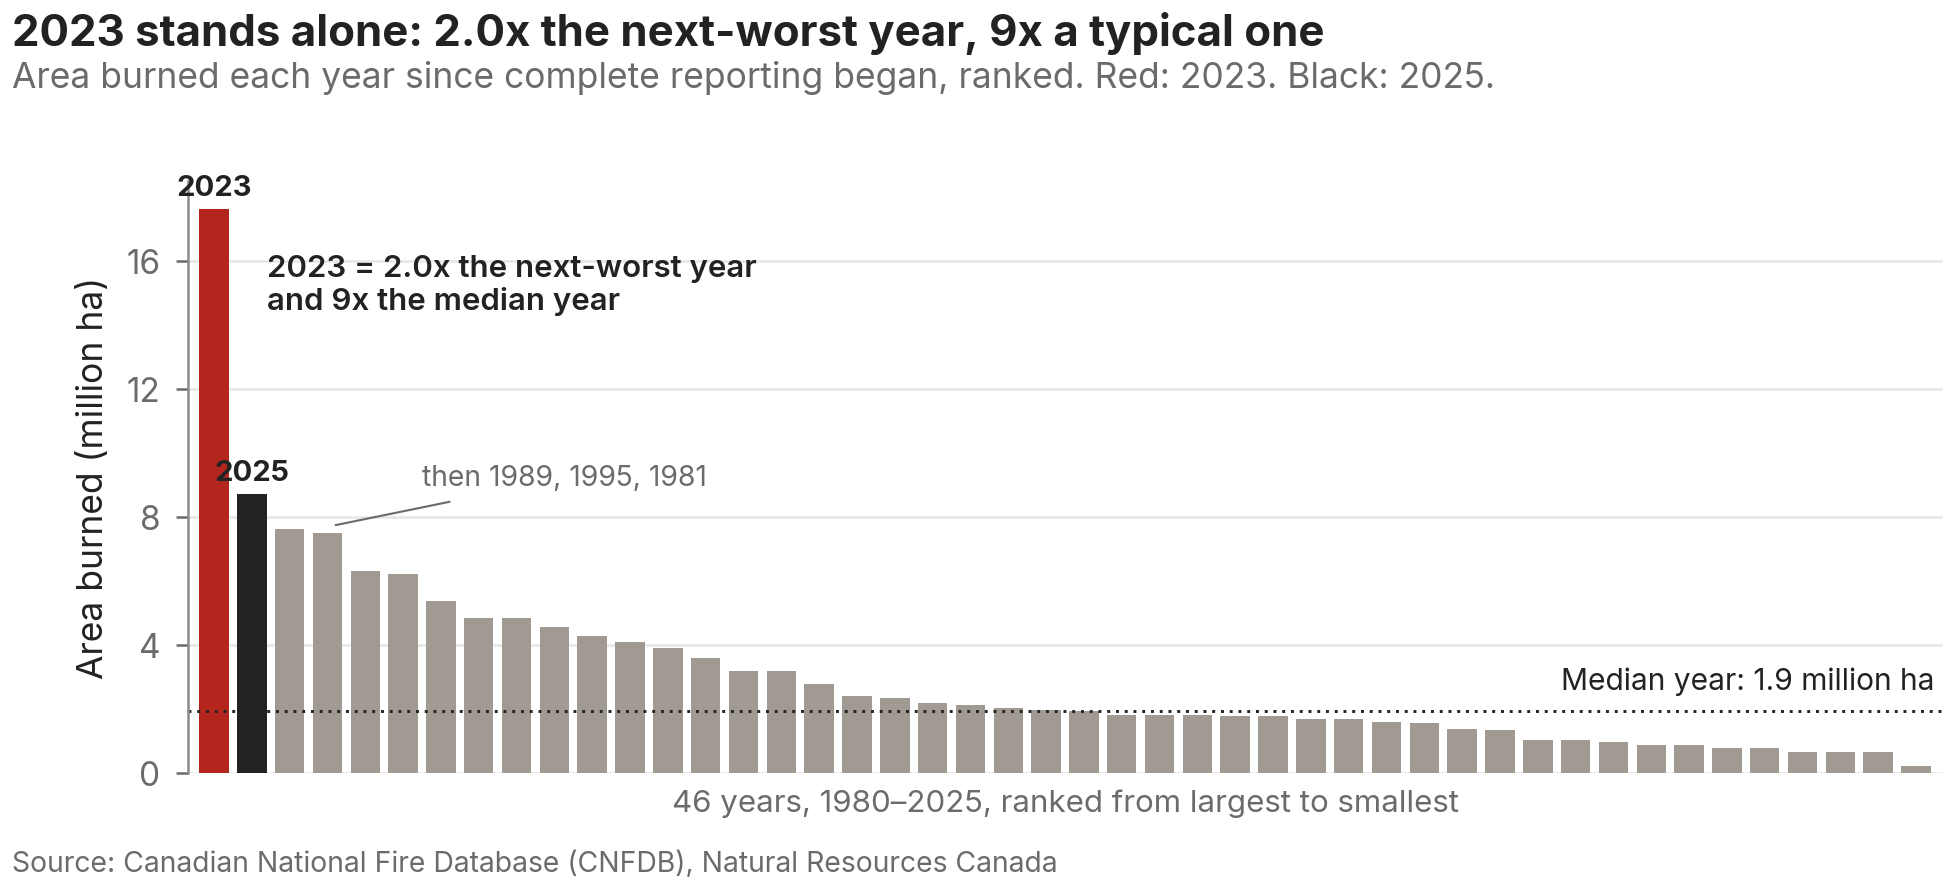 2023 stands alone: 2.0x the next-worst year, 9x a typical one
Area burned each year since complete reporting began, ranked. Red: 2023. Black: 2025.
2023
16
2023 = 2.0x the next-worst year
and 9x the median year
12
Area burned (million ha)
2025
then 1989, 1995, 1981
8
4
Median year: 1.9 million ha
0
46 years, 1980–2025, ranked from largest to smallest
Source: Canadian National Fire Database (CNFDB), Natural Resources Canada